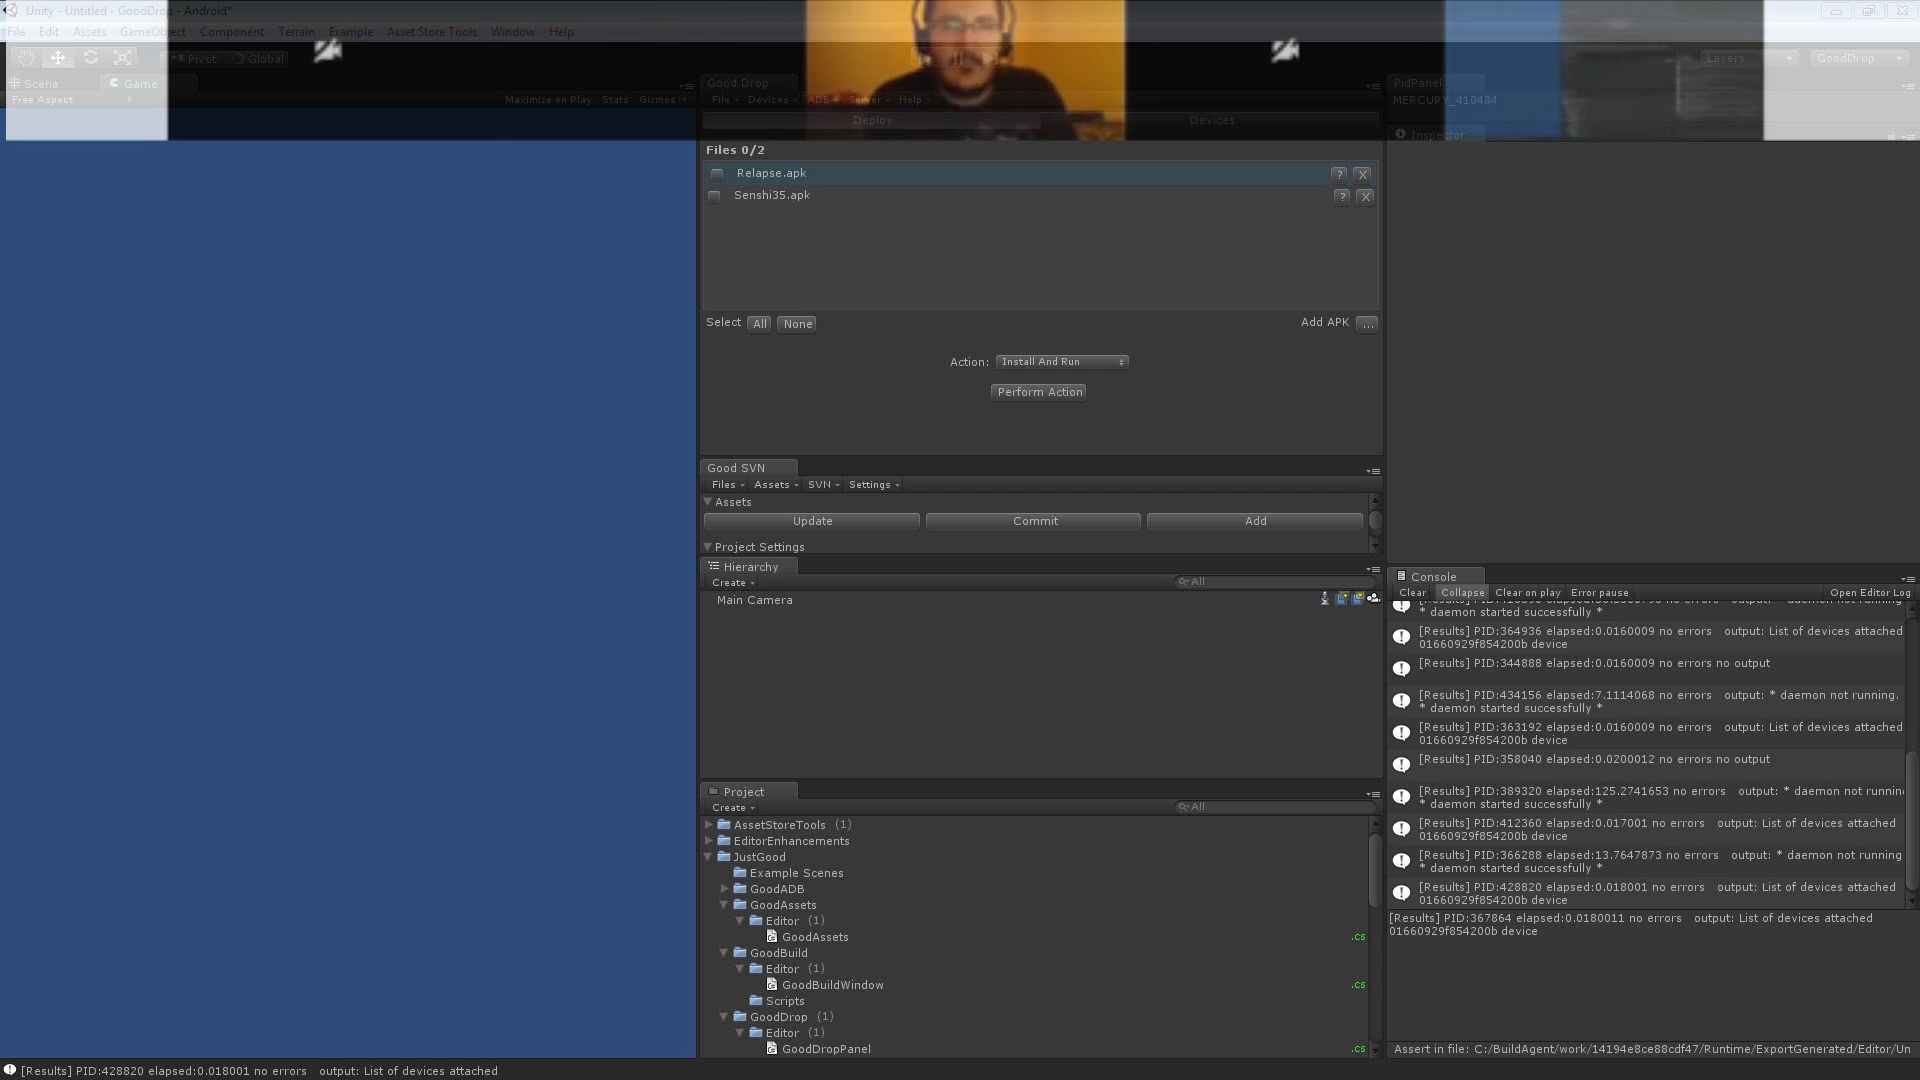 Unity - Untitled - GoodDrop - Android*
File Edit Assets GameObject Component Terrain Example Asset Store Tools Window Help
Pivot Global Layers GoodDrop
Scene Game
Free Aspect Maximize on Play Stats Gizmos
Good Drop
File Devices ADB Server Help
Deploy Devices
Files 0/2
Relapse.apk ? X
Senshi35.apk ? X
Select All None Add APK ...
Action: Install And Run
Perform Action
Good SVN
Files Assets SVN Settings
Assets
Update Commit Add
Project Settings
Hierarchy
Create All
Main Camera
Project
Create All
AssetStoreTools (1)
EditorEnhancements
JustGood
Example Scenes
GoodADB
GoodAssets
Editor (1)
GoodAssets .cs
GoodBuild
Editor (1)
GoodBuildWindow .cs
Scripts
GoodDrop (1)
Editor (1)
GoodDropPanel .cs
PidPanel
MERCURY_410484
Inspector
Console
Clear Collapse Clear on play Error pause Open Editor Log
* daemon started successfully *
[Results] PID:364936 elapsed:0.0160009 no errors output: List of devices attached
01660929f854200b device
[Results] PID:344888 elapsed:0.0160009 no errors no output
[Results] PID:434156 elapsed:7.1114068 no errors output: * daemon not running.
* daemon started successfully *
[Results] PID:363192 elapsed:0.0160009 no errors output: List of devices attached
01660929f854200b device
[Results] PID:358040 elapsed:0.0200012 no errors no output
[Results] PID:389320 elapsed:125.2741653 no errors output: * daemon not runnin
* daemon started successfully *
[Results] PID:412360 elapsed:0.017001 no errors output: List of devices attached
01660929f854200b device
[Results] PID:366288 elapsed:13.7647873 no errors output: * daemon not running
* daemon started successfully *
[Results] PID:428820 elapsed:0.018001 no errors output: List of devices attached
01660929f854200b device
[Results] PID:367864 elapsed:0.0180011 no errors output: List of devices attached
01660929f854200b device
Assert in file: C:/BuildAgent/work/14194e8ce88cdf47/Runtime/ExportGenerated/Editor/Un
[Results] PID:428820 elapsed:0.018001 no errors output: List of devices attached